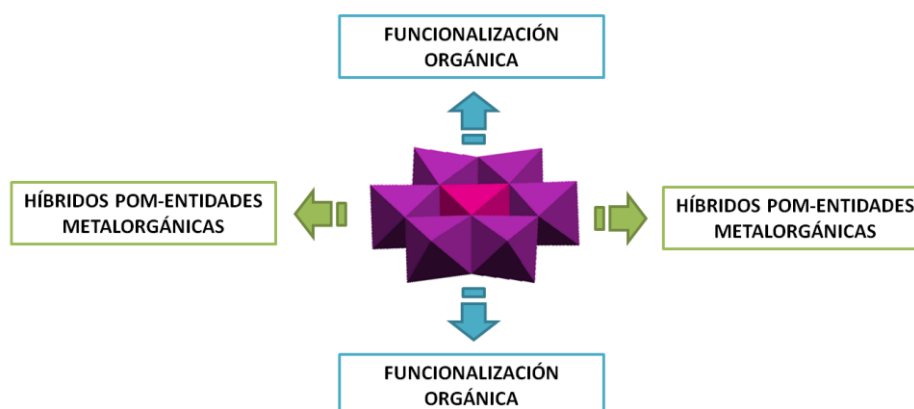 FUNCIONALIZACIÓN
ORGÁNICA
HÍBRIDOS POM-ENTIDADES
METALORGÁNICAS
HÍBRIDOS POM-ENTIDADES
METALORGÁNICAS
FUNCIONALIZACIÓN
ORGÁNICA